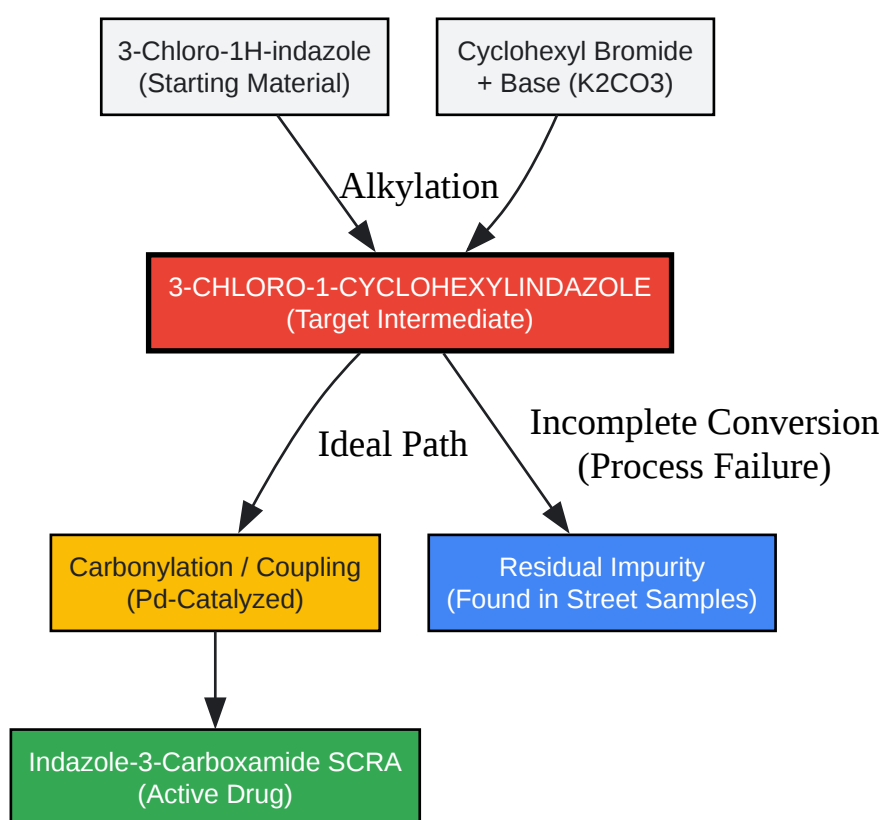 3-Chloro-1H-indazole
(Starting Material)
Cyclohexyl Bromide
+ Base (K2CO3)
Alkylation
3-CHLORO-1-CYCLOHEXYLINDAZOLE
(Target Intermediate)
Ideal Path
Incomplete Conversion
(Process Failure)
Carbonylation / Coupling
(Pd-Catalyzed)
Residual Impurity
(Found in Street Samples)
Indazole-3-Carboxamide SCRA
(Active Drug)